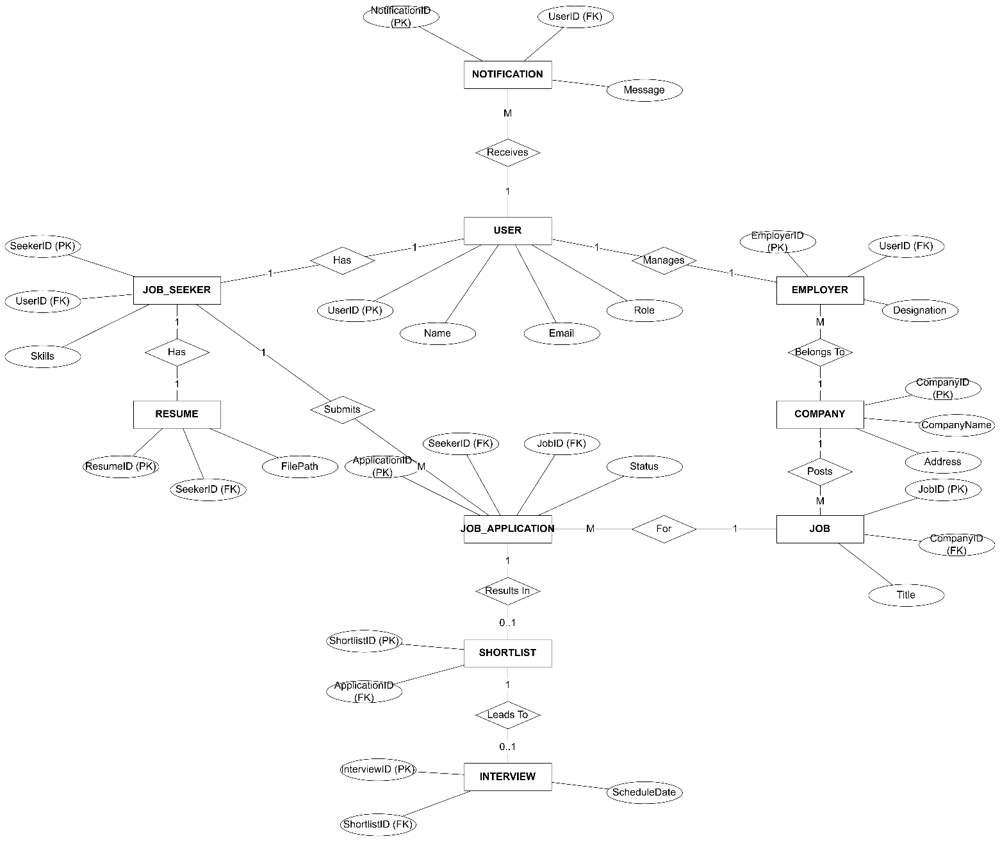 NotificationID
(PK)
UserID (FK)
NOTIFICATION
Message
M
Receives
1
USER
SeekerID (PK)
1
Has
1
1
Manages
1
EmployerID
(PK)
UserID (FK)
JOB_SEEKER
EMPLOYER
UserID (FK)
UserID (PK)
Role
Designation
1
M
Name
Email
Skills
Has
1
Belongs To
1
1
CompanyID
(PK)
Submits
RESUME
COMPANY
CompanyName
SeekerID (FK)
JobID (FK)
1
ResumeID (PK)
FilePath
ApplicationID
(PK)
M
Status
Address
Posts
SeekerID (FK)
JobID (PK)
M
JOB_APPLICATION
M
For
1
JOB
CompanyID
(FK)
1
Results In
Title
0..1
ShortlistID (PK)
SHORTLIST
1
ApplicationID
(FK)
Leads To
0..1
InterviewID (PK)
INTERVIEW
ScheduleDate
ShortlistID (FK)